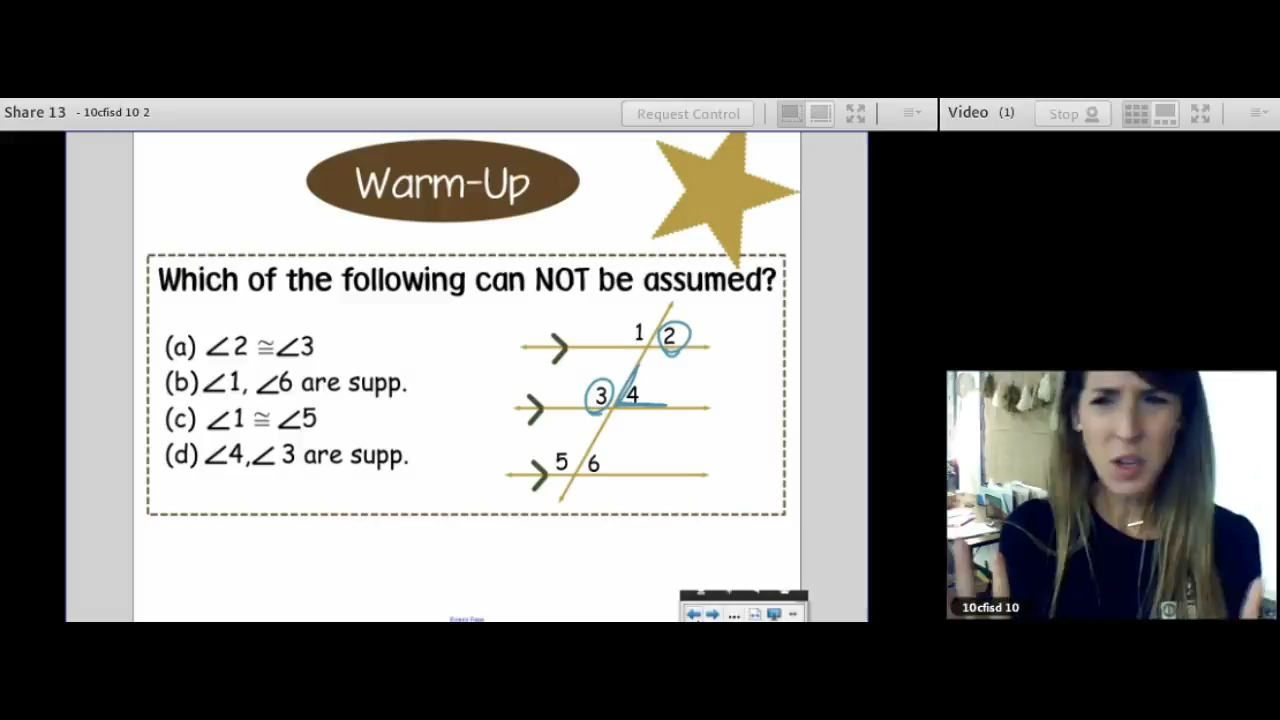 Share 13 - 10cfisd 10 2
Request Control
Video (1)
Stop
Warm-Up
Which of the following can NOT be assumed?
(a) ∠2 ≅∠3
(b)∠1, ∠6 are supp.
(c) ∠1 ≅ ∠5
(d) ∠4,∠ 3 are supp.
1 2
3 4
5 6
10cfisd 10